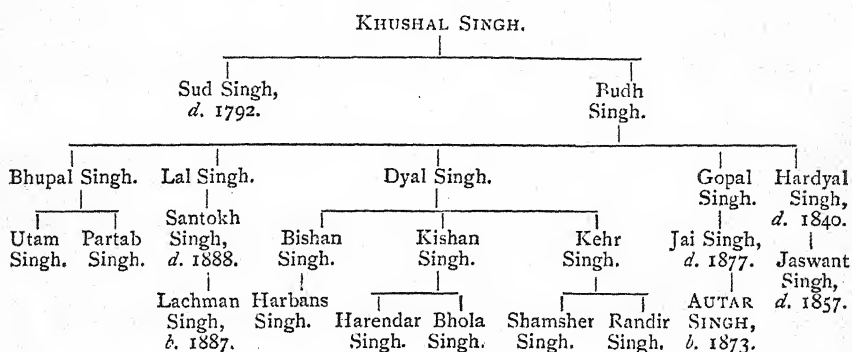 KHUSHAL SINGH.
Sud Singh,
d. 1792.
Budh
Singh.
Bhupal Singh.
Lal Singh.
Dyal Singh.
Gopal
Singh.
Hardyal
Singh,
d. 1840.
Utam
Singh.
Partab
Singh.
Santokh
Singh,
d. 1888.
Bishan
Singh.
Kishan
Singh.
Kehr
Singh.
Jai Singh,
d. 1877.
Jaswant
Singh,
d. 1857.
Lachman
Singh,
b. 1887.
Harbans
Singh.
Harendar
Singh.
Bhola
Singh.
Shamsher
Singh.
Randir
Singh.
AUTAR
SINGH,
b. 1873.